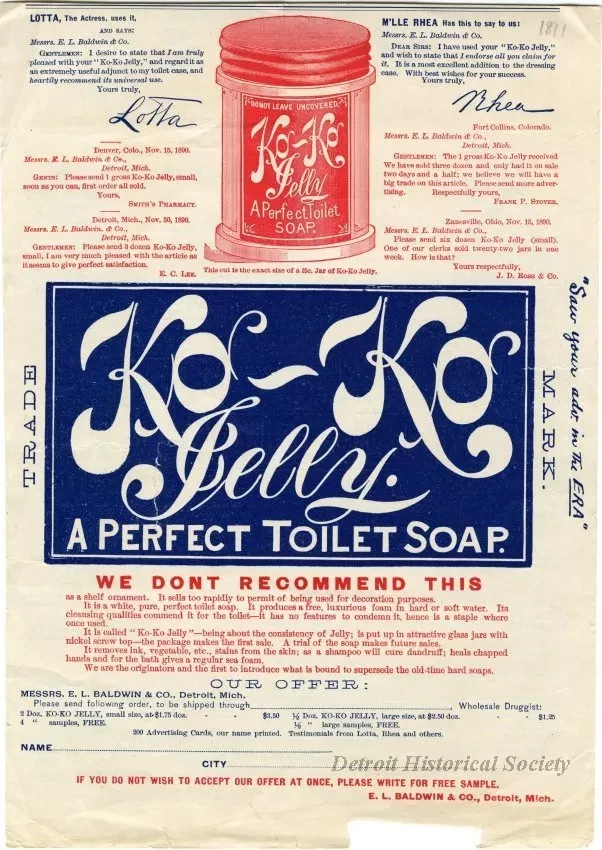 LOTTA, The Actress, uses it,
AND SAYS:
Messrs. E. L. Baldwin & Co.
GENTLEMEN: I desire to state that I am truly
pleased with your "Ko-Ko Jelly," and regard it as
an extremely useful adjunct to my toilet case, and
heartily recommend its universal use.
Yours truly,
Lotta
Denver, Colo., Nov. 15, 1890.
Messrs. E. L. Baldwin & Co.,
Detroit, Mich.
GENTS: Please send 1 gross Ko-Ko Jelly, small,
soon as you can, first order all sold.
Yours,
SMITH'S PHARMACY.
Detroit, Mich., Nov. 30, 1890.
Messrs. E. L. Baldwin. & Co.,
Detroit, Mich.
GENTLEMEN: Please send 3 dozen Ko-Ko Jelly,
small, I am very much pleased with the article as
it seems to give perfect satisfaction.
E. C. LEE.
DO NOT LEAVE UNCOVERED.
Ko-Ko
Jelly
A Perfect Toilet
SOAP.
This cut is the exact size of a 25c. Jar of Ko-Ko Jelly.
1891
M'LLE RHEA Has this to say to us:
Messrs. E. L. Baldwin & Co.
DEAR SIRS: I have used your "Ko-Ko Jelly,"
and wish to state that I endorse all you claim for
it. It is a most excellent addition to the dressing
case. With best wishes for your success.
Yours truly,
Rhea
Fort Collins, Colorado.
Messrs. E. L. Baldwin & Co.,
Detroit, Mich.
GENTLEMEN: The 1 gross Ko-Ko Jelly received
We have sold three dozen and only had it on sale
two days and a half; we believe we will have a
big trade on this article. Please send more adver-
tising. Respectfully yours,
FRANK P. STOVER.
Zanesville, Ohio, Nov. 15, 1890.
Messrs. E. L. Baldwin & Co.,
Please send six dozen Ko-Ko Jelly (small).
One of our clerks sold twenty-two jars in one
week. How is that?
Yours respectfully,
J. D. ROSS & Co.
TRADE
Ko-Ko
Jelly.
A PERFECT TOILET SOAP.
MARK.
"Saw your advr in the ERA"
WE DONT RECOMMEND THIS
as a shelf ornament. It sells too rapidly to permit of being used for decoration purposes.
It is a white, pure, perfect toilet soap. It produces a free, luxurious foam in hard or soft water. Its
cleansing qualities commend it for the toilet—it has no features to condemn it, hence is a staple where
once used.
It is called "Ko-Ko Jelly"—being about the consistency of Jelly; is put up in attractive glass jars with
nickel screw top—the package makes the first sale. A trial of the soap makes future sales.
It removes ink, vegetable, etc., stains from the skin; as a shampoo will cure dandruff; heals chapped
hands and for the bath gives a regular sea foam.
We are the originators and the first to introduce what is bound to supersede the old-time hard soaps.
OUR OFFER:
MESSRS. E. L. BALDWIN & CO., Detroit, Mich.
Please send following order, to be shipped through Wholesale Druggist:
2 Doz. KO-KO JELLY, small size, at $1.75 doz. - - $3.50 ½ Doz. KO-KO JELLY, large size, at $2.50 doz. - $1.25
4 " samples, FREE. ⅙ " large samples, FREE.
200 Advertising Cards, our name printed. Testimonials from Lotta, Rhea and others.
NAME
CITY
Detroit Historical Society
IF YOU DO NOT WISH TO ACCEPT OUR OFFER AT ONCE, PLEASE WRITE FOR FREE SAMPLE.
E. L. BALDWIN & CO., Detroit, Mich.